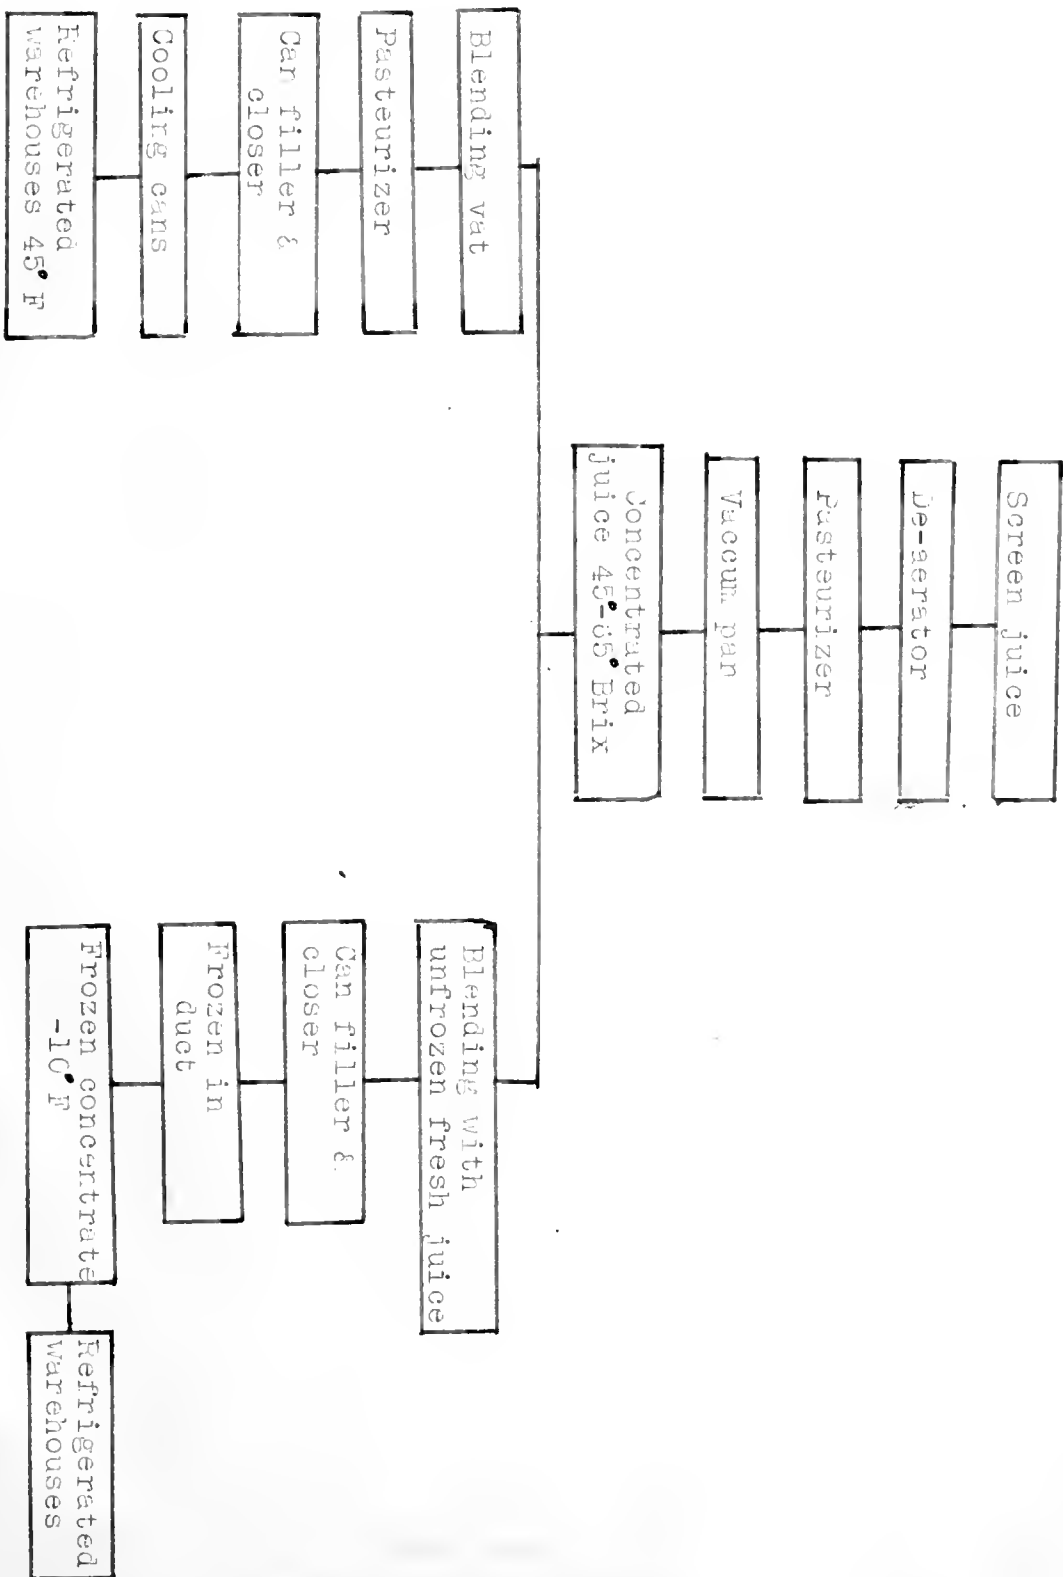 Screen juice
De-aerator
Pasteurizer
Vaccum pan
Concentrated
juice 45°-65° Brix
Blending vat
Pasteurizer
Can filler &
closer
Cooling cans
Refrigerated
warehouses 45° F
Blending with
unfrozen fresh juice
Can filler &
closer
Frozen in
duct
Frozen concentrate
-10° F
Refrigerated
Warehouses